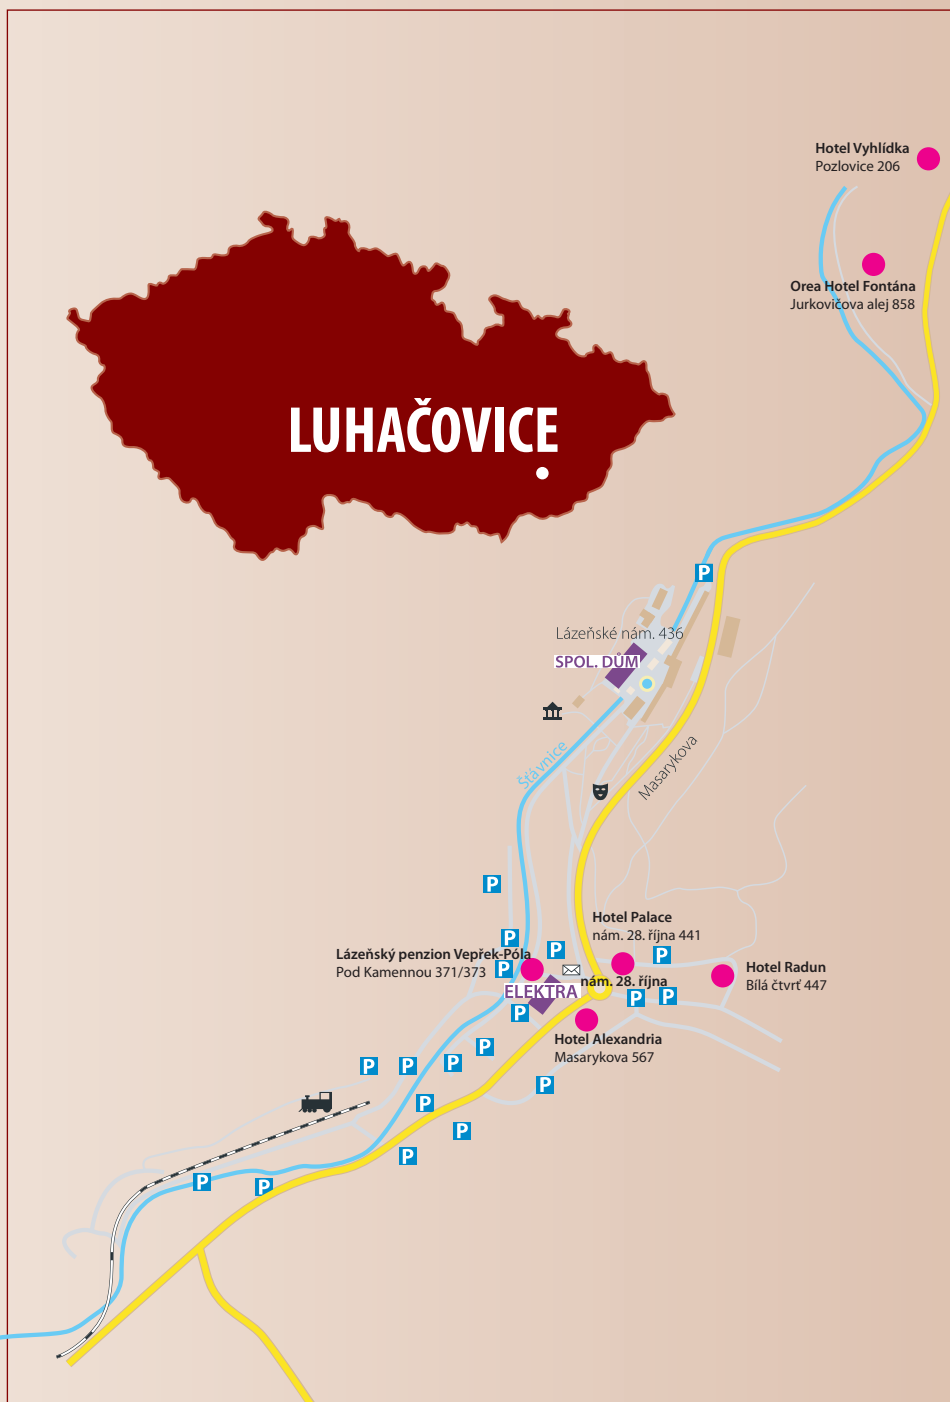 Hotel Vyhlídka
Pozlovice 206
Orea Hotel Fontána
Jurkovičova alej 858
LUHAČOVICE
P
Lázeňské nám. 436
SPOL. DŮM
Šťávnice
Masarykova
P
Hotel Palace
nám. 28. října 441
P
P
P
Lázeňský penzion Vepřek-Póla
Pod Kamennou 371/373
P
Hotel Radun
Bílá čtvrť 447
nám. 28. října
ELEKTRA
P
P
P
Hotel Alexandria
Masarykova 567
P
P
P
P
P
P
P
P
P
P